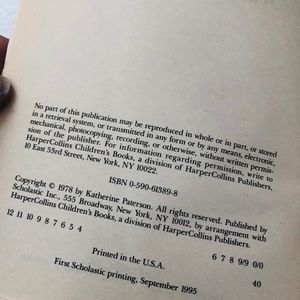 No part of this publication may be reproduced in whole or in part, or stored
in a retrieval system, or transmitted in any form or by any means, electronic,
mechanical, photocopying, recording, or otherwise, without written permis-
sion of the publisher. For information regarding permission, write to
HarperCollins Children's Books, a division of HarperCollins Publishers,
10 East 53rd Street, New York, NY 10022.
ISBN 0-590-61389-8
Copyright © 1978 by Katherine Paterson. All rights reserved. Published by
Scholastic Inc., 555 Broadway, New York, NY 10012, by arrangement with
HarperCollins Children's Books, a division of HarperCollins Publishers.
12 11 10 9 8 7 6 5 4 6 7 8 9/9 0/0
Printed in the U.S.A. 40
First Scholastic printing, September 1995